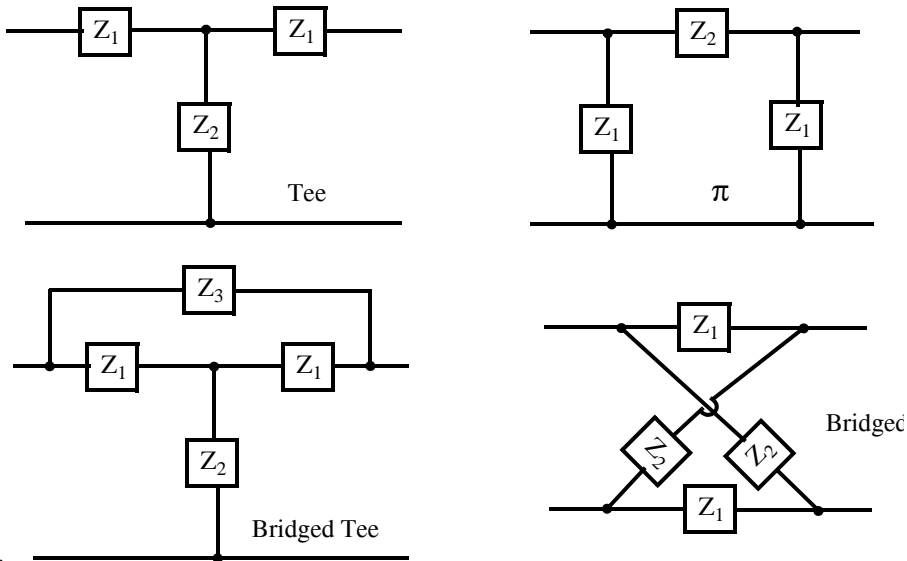 Z₁ Z₁
Z₂
Tee
Z₂
Z₁ Z₁
π
Z₃
Z₁ Z₁
Z₂
Bridged Tee
Z₁
Z₂ Z₂
Bridged
Z₁